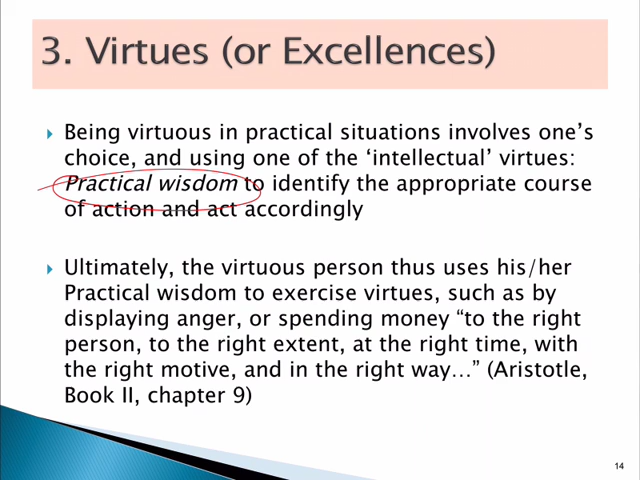 3. Virtues (or Excellences)
Being virtuous in practical situations involves one's
choice, and using one of the ‘intellectual’ virtues:
Practical wisdom to identify the appropriate course
of action and act accordingly
Ultimately, the virtuous person thus uses his/her
Practical wisdom to exercise virtues, such as by
displaying anger, or spending money “to the right
person, to the right extent, at the right time, with
the right motive, and in the right way…” (Aristotle,
Book II, chapter 9)
14